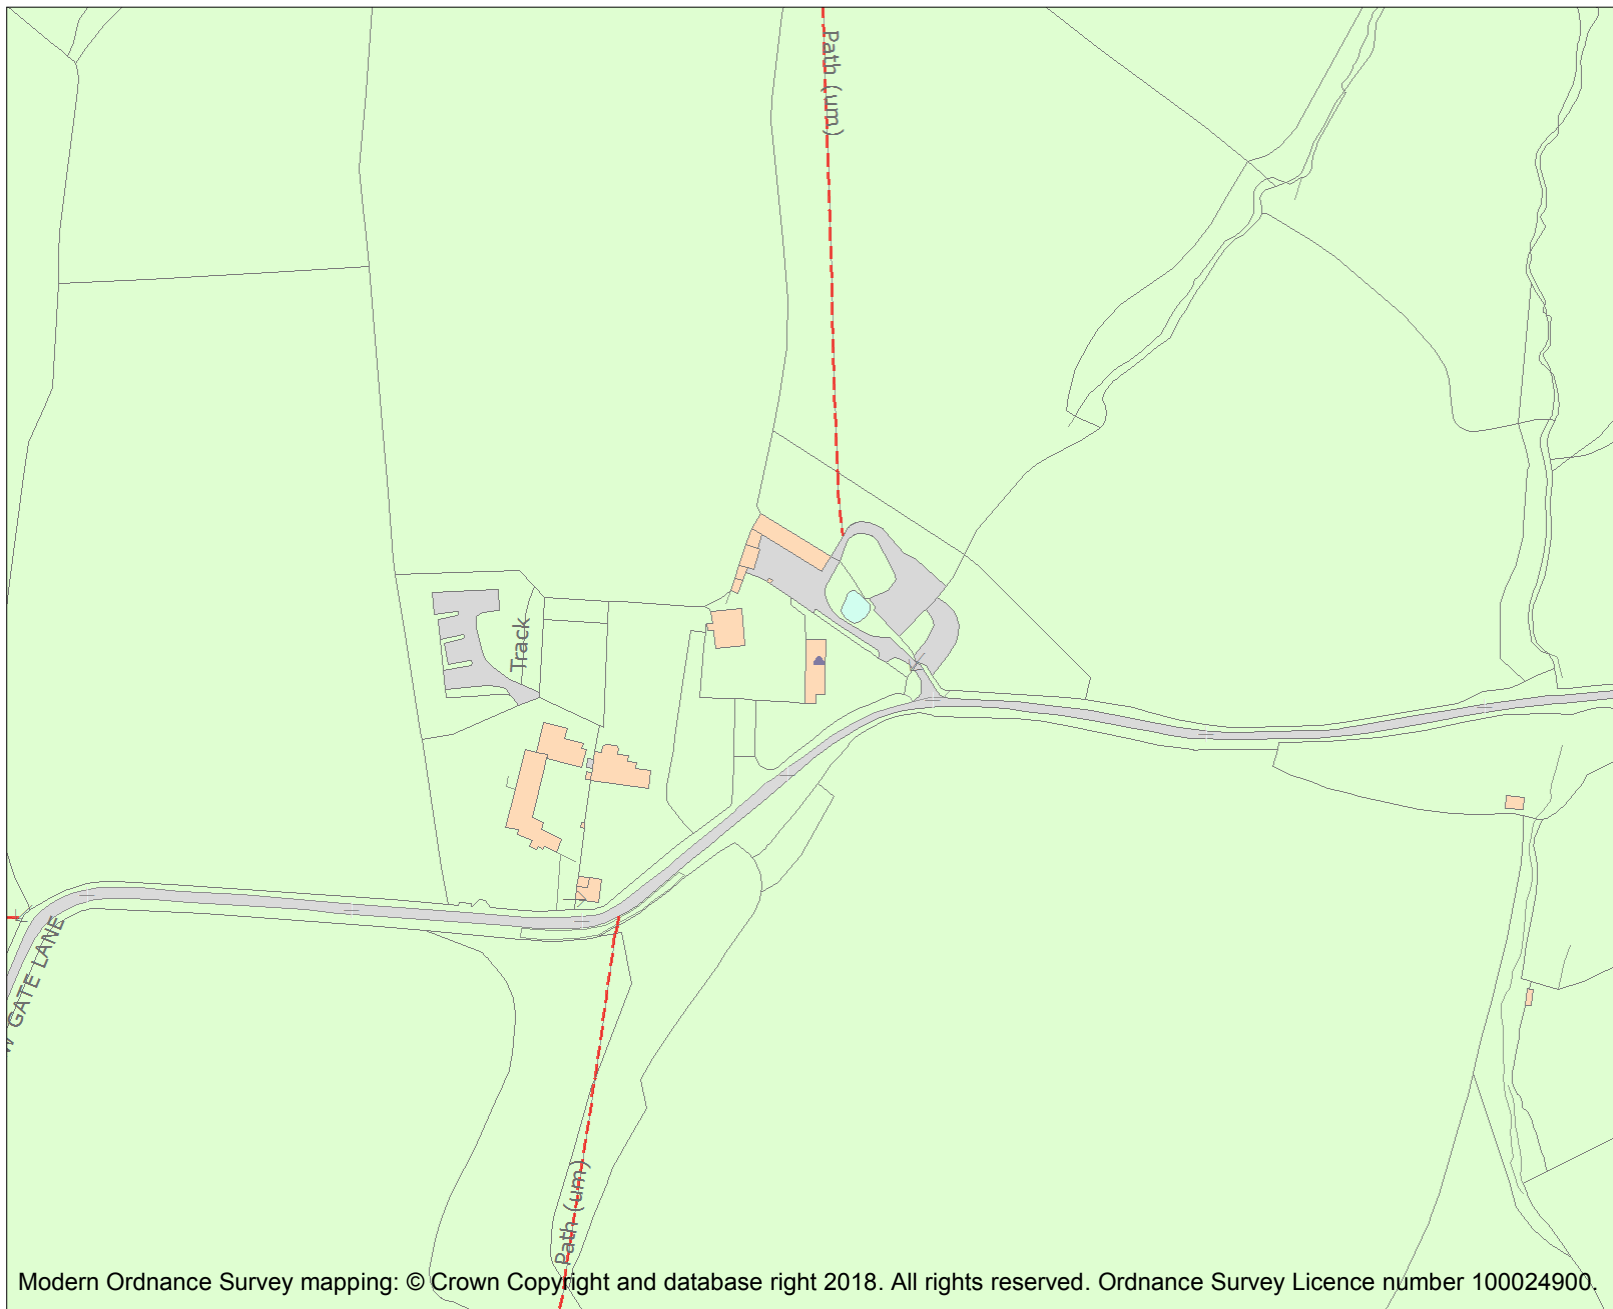 Path (um)
Track
GATE LANE
Path (um)
Modern Ordnance Survey mapping: © Crown Copyright and database right 2018. All rights reserved. Ordnance Survey Licence number 100024900.